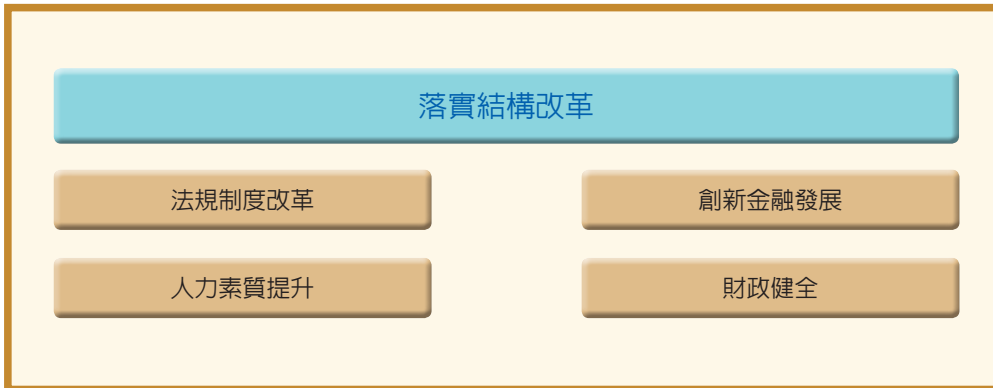 落實結構改革
法規制度改革
創新金融發展
人力素質提升
財政健全